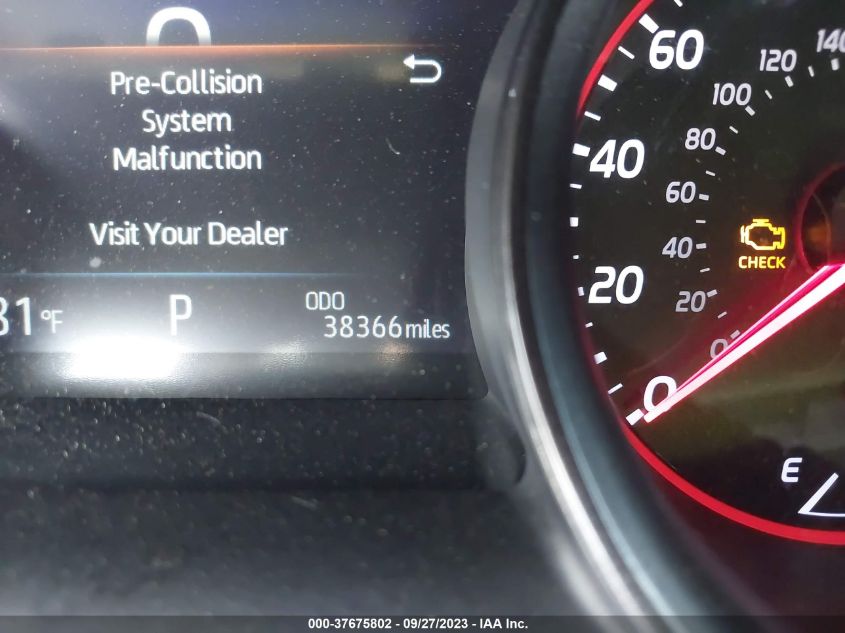 Pre-Collision
System
Malfunction
Visit Your Dealer
81°F
P
ODO
38366 miles
60
40
20
0
140
120
100
80
60
40
20
0
CHECK
E
000-37675802 - 09/27/2023 - IAA Inc.